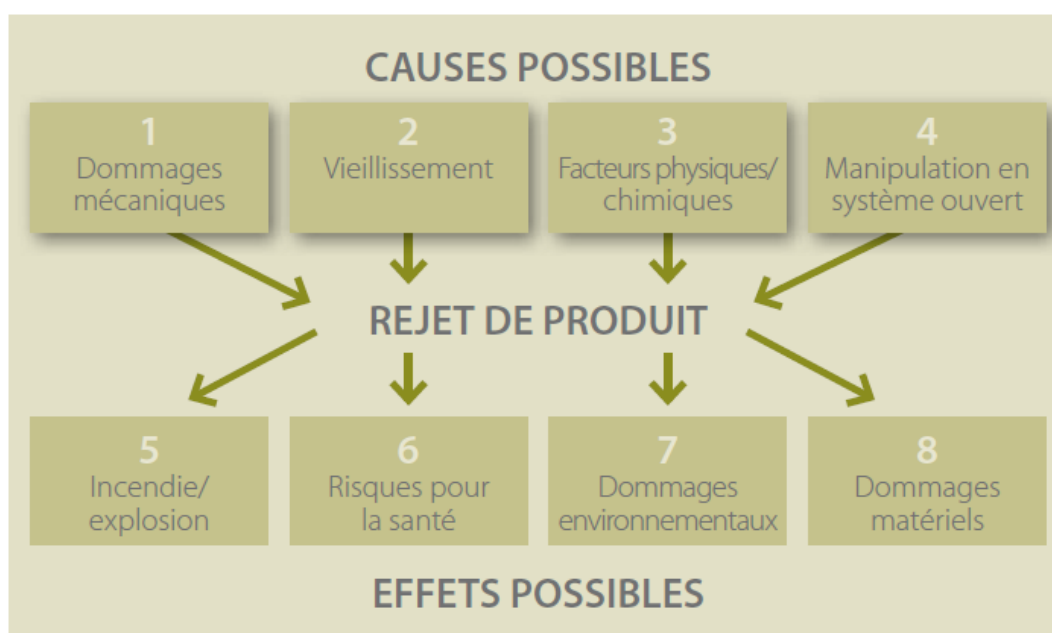 CAUSES POSSIBLES
1
Dommages
mécaniques
2
Vieillissement
3
Facteurs physiques/
chimiques
4
Manipulation en
système ouvert
REJET DE PRODUIT
5
Incendie/
explosion
6
Risques pour
la santé
7
Dommages
environnementaux
8
Dommages
matériels
EFFETS POSSIBLES